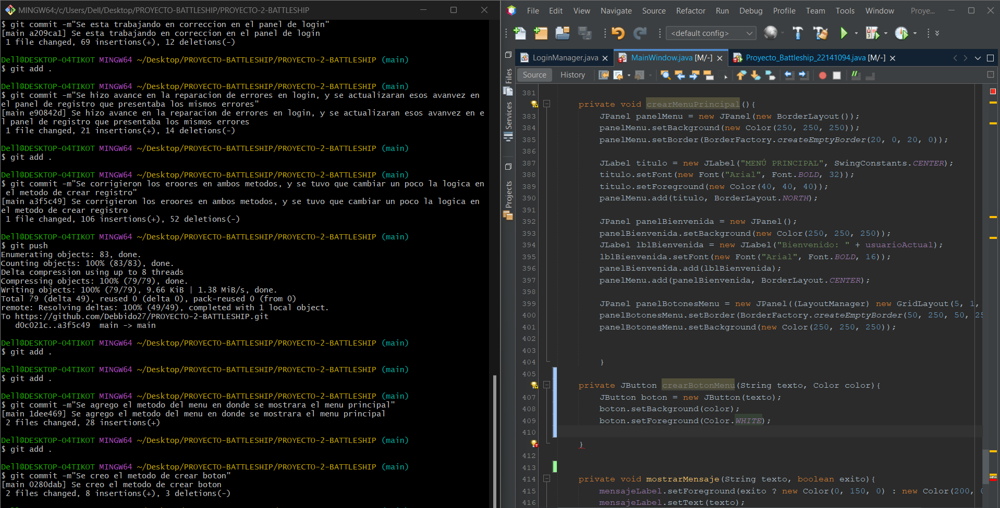 MINGW64:/c/Users/Dell/Desktop/PROYECTO-BATTLESHIP/PROYECTO-2-BATTLESHIP
$ git commit -m"Se esta trabajando en correccion en el panel de login"
[main a209ca1] Se esta trabajando en correccion en el panel de login
1 file changed, 69 insertions(+), 12 deletions(-)
Dell@DESKTOP-O4TIKOT MINGW64 ~/Desktop/PROYECTO-BATTLESHIP/PROYECTO-2-BATTLESHIP (main)
$ git add .
Dell@DESKTOP-O4TIKOT MINGW64 ~/Desktop/PROYECTO-BATTLESHIP/PROYECTO-2-BATTLESHIP (main)
$ git commit -m"Se hizo avance en la reparacion de errores en login, y se actualizaran esos avanvez en
el panel de registro que presentaba los mismos errores"
[main e90842d] Se hizo avance en la reparacion de errores en login, y se actualizaran esos avanvez en e
l panel de registro que presentaba los mismos errores
1 file changed, 21 insertions(+), 14 deletions(-)
Dell@DESKTOP-O4TIKOT MINGW64 ~/Desktop/PROYECTO-BATTLESHIP/PROYECTO-2-BATTLESHIP (main)
$ git add .
Dell@DESKTOP-O4TIKOT MINGW64 ~/Desktop/PROYECTO-BATTLESHIP/PROYECTO-2-BATTLESHIP (main)
$ git commit -m"Se corrigieron los eroores en ambos metodos, y se tuvo que cambiar un poco la logica en
el metodo de crear registro"
[main a3f5c49] Se corrigieron los eroores en ambos metodos, y se tuvo que cambiar un poco la logica en
el metodo de crear registro
1 file changed, 106 insertions(+), 52 deletions(-)
Dell@DESKTOP-O4TIKOT MINGW64 ~/Desktop/PROYECTO-BATTLESHIP/PROYECTO-2-BATTLESHIP (main)
$ git push
Enumerating objects: 83, done.
Counting objects: 100% (83/83), done.
Delta compression using up to 8 threads
Compressing objects: 100% (79/79), done.
Writing objects: 100% (79/79), 9.66 KiB | 1.38 MiB/s, done.
Total 79 (delta 49), reused 0 (delta 0), pack-reused 0 (from 0)
remote: Resolving deltas: 100% (49/49), completed with 1 local object.
To https://github.com/Debbido27/PROYECTO-2-BATTLESHIP.git
d0c021c..a3f5c49  main -> main
Dell@DESKTOP-O4TIKOT MINGW64 ~/Desktop/PROYECTO-BATTLESHIP/PROYECTO-2-BATTLESHIP (main)
$ git add .
Dell@DESKTOP-O4TIKOT MINGW64 ~/Desktop/PROYECTO-BATTLESHIP/PROYECTO-2-BATTLESHIP (main)
$ git add .
Dell@DESKTOP-O4TIKOT MINGW64 ~/Desktop/PROYECTO-BATTLESHIP/PROYECTO-2-BATTLESHIP (main)
$ git commit -m"Se agrego el metodo del menu en donde se mostrara el menu principal"
[main 1dee469] Se agrego el metodo del menu en donde se mostrara el menu principal
2 files changed, 28 insertions(+)
Dell@DESKTOP-O4TIKOT MINGW64 ~/Desktop/PROYECTO-BATTLESHIP/PROYECTO-2-BATTLESHIP (main)
$ git add .
Dell@DESKTOP-O4TIKOT MINGW64 ~/Desktop/PROYECTO-BATTLESHIP/PROYECTO-2-BATTLESHIP (main)
$ git commit -m"Se creo el metodo de crear boton"
[main 0280dab] Se creo el metodo de crear boton
2 files changed, 8 insertions(+), 3 deletions(-)
File Edit View Navigate Source Refactor Run Debug Profile Team Tools Window Proye...
<default config>
LoginManager.java
MainWindow.java [M/-]
Proyecto_Battleship_22141094.java [M/-]
Source History
Files
Services
Projects
381
private void crearMenuPrincipal(){
383 JPanel panelMenu = new JPanel(new BorderLayout());
384 panelMenu.setBackground(new Color(250, 250, 250));
385 panelMenu.setBorder(BorderFactory.createEmptyBorder(20, 0, 20, 0));
386
387 JLabel titulo = new JLabel("MENÚ PRINCIPAL", SwingConstants.CENTER);
388 titulo.setFont(new Font("Arial", Font.BOLD, 32));
389 titulo.setForeground(new Color(40, 40, 40));
390 panelMenu.add(titulo, BorderLayout.NORTH);
391
392 JPanel panelBienvenida = new JPanel();
393 panelBienvenida.setBackground(new Color(250, 250, 250));
394 JLabel lblBienvenida = new JLabel("Bienvenido: " + usuarioActual);
395 lblBienvenida.setFont(new Font("Arial", Font.BOLD, 16));
396 panelBienvenida.add(lblBienvenida);
397 panelMenu.add(panelBienvenida, BorderLayout.CENTER);
398
399 JPanel panelBotonesMenu = new JPanel((LayoutManager) new GridLayout(5, 1,
400 panelBotonesMenu.setBorder(BorderFactory.createEmptyBorder(50, 250, 50, 25
401 panelBotonesMenu.setBackground(new Color(250, 250, 250));
402
403
404 }
405
private JButton crearBotonMenu(String texto, Color color){
407 JButton boton = new JButton(texto);
408 boton.setBackground(color);
409 boton.setForeground(Color.WHITE);
410
}
412
413
414 private void mostrarMensaje(String texto, boolean exito){
415 mensajeLabel.setForeground(exito ? new Color(0, 150, 0) : new Color(200, 0
416 mensajeLabel.setText(texto);